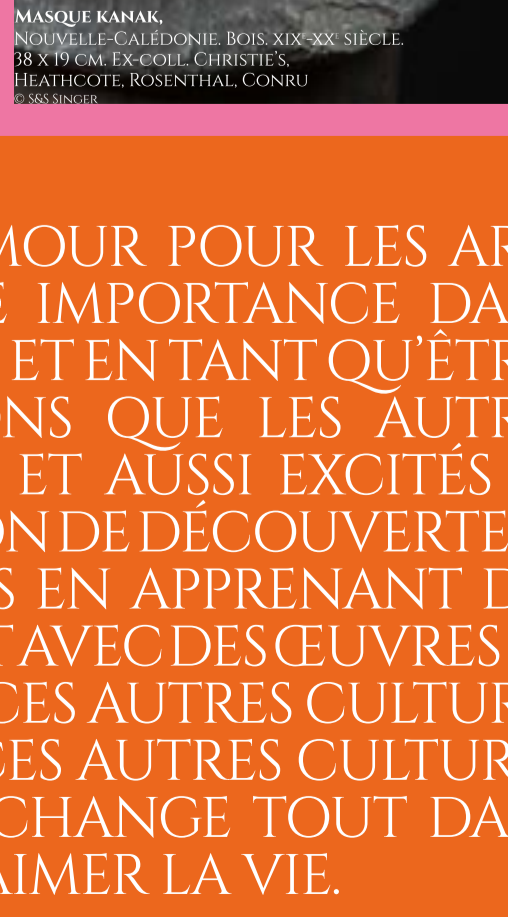 Masque kanak,
Nouvelle-Calédonie. Bois. XIXe-XXe siècle.
38 x 19 cm. Ex-coll. Christie’s,
Heathcote, Rosenthal, Conru
© S&S Singer
MOUR POUR LES AR
E IMPORTANCE DA
ET EN TANT QU’ÊTR
ONS QUE LES AUTR
ET AUSSI EXCITÉS
ON DE DÉCOUVERTE
S EN APPRENANT D
T AVEC DES ŒUVRES
CES AUTRES CULTUR
CES AUTRES CULTUR
CHANGE TOUT DA
AIMER LA VIE.